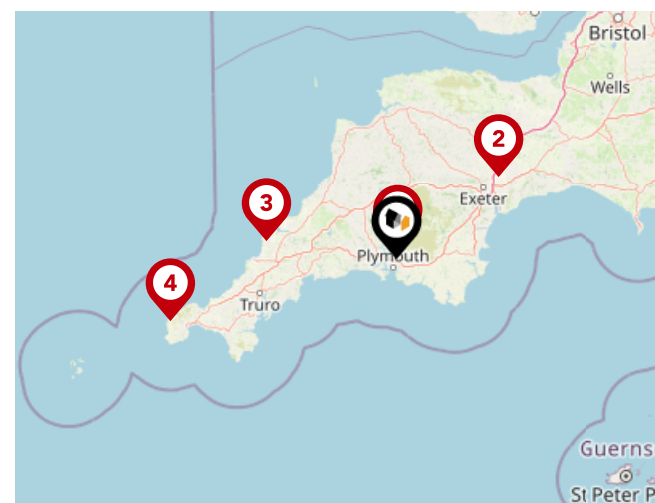 Bristol
Wells
2
Exeter
3
Plymouth
4
Truro
Guerns
St Peter P